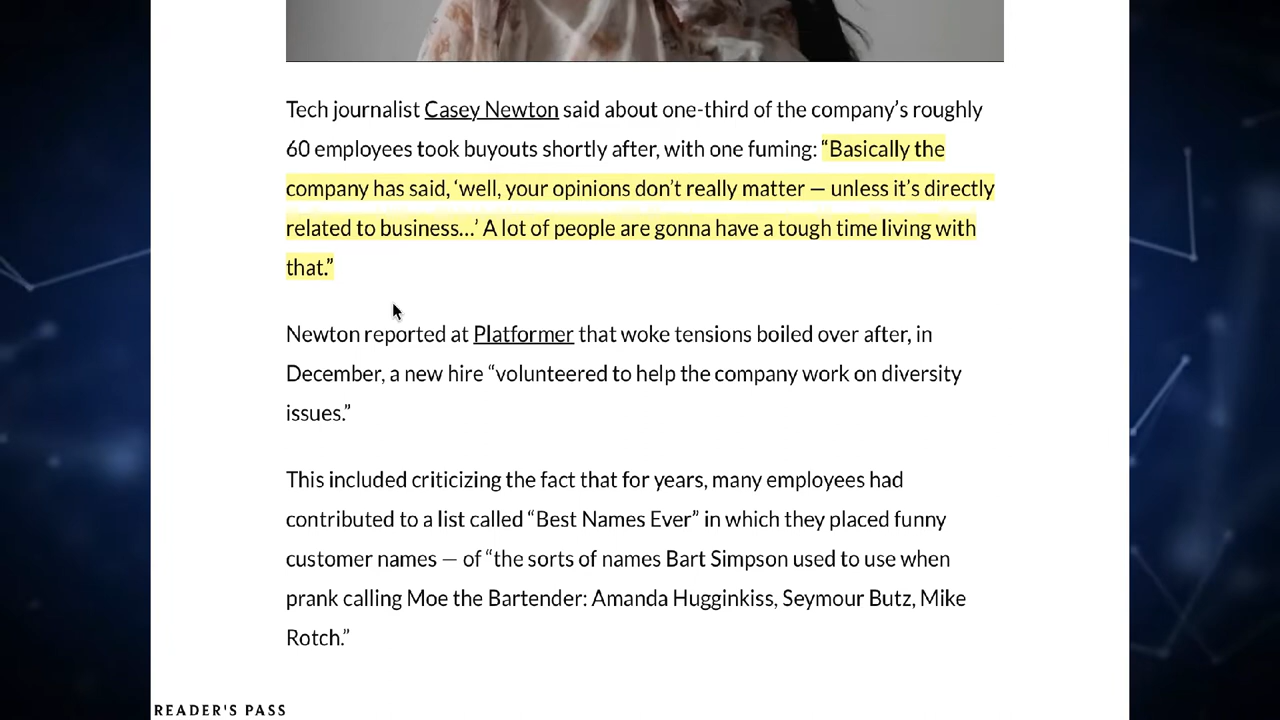 Tech journalist Casey Newton said about one-third of the company’s roughly
60 employees took buyouts shortly after, with one fuming: “Basically the
company has said, ‘well, your opinions don’t really matter — unless it’s directly
related to business...’ A lot of people are gonna have a tough time living with
that.”
Newton reported at Platformer that woke tensions boiled over after, in
December, a new hire “volunteered to help the company work on diversity
issues.”
This included criticizing the fact that for years, many employees had
contributed to a list called “Best Names Ever” in which they placed funny
customer names — of “the sorts of names Bart Simpson used to use when
prank calling Moe the Bartender: Amanda Hugginkiss, Seymour Butz, Mike
Rotch.”
READER'S PASS